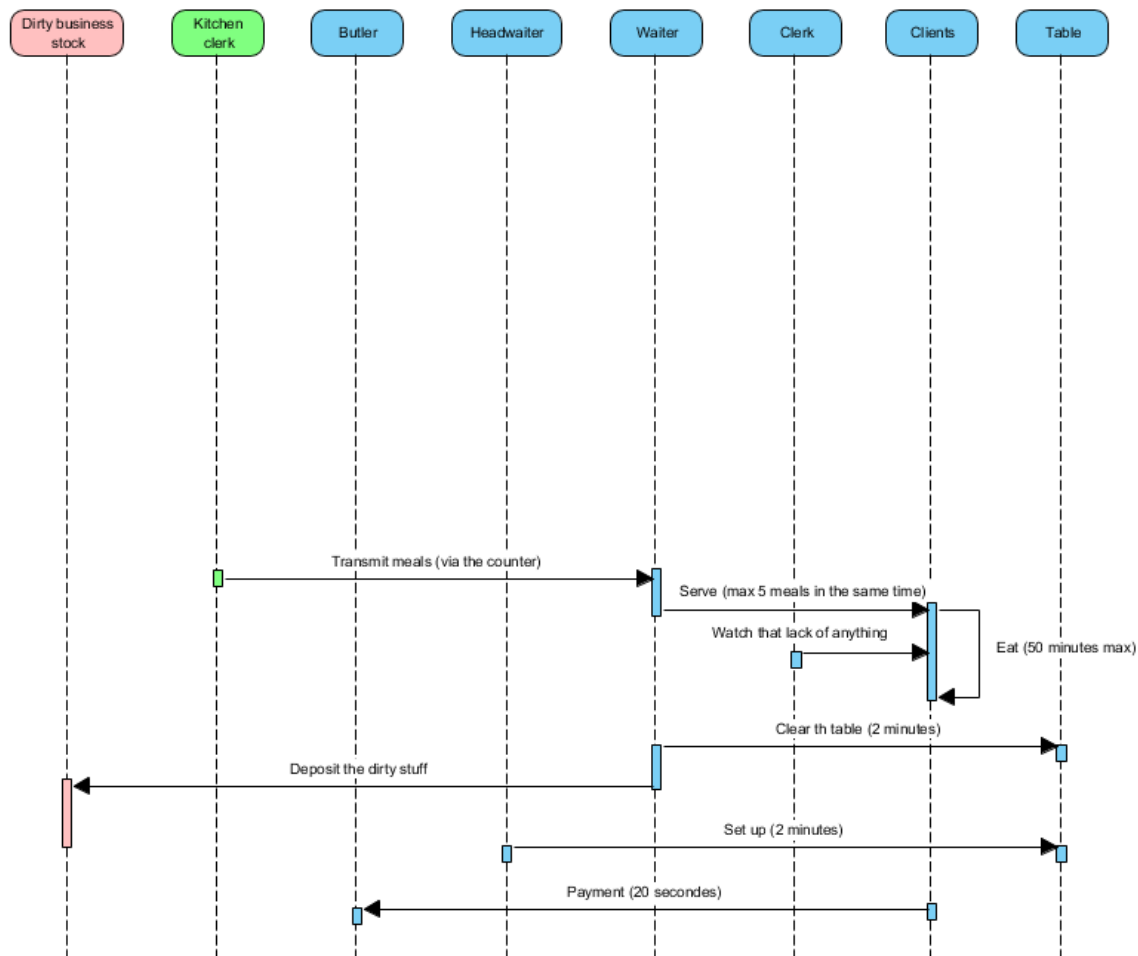 Dirty business
stock
Kitchen
clerk
Butler
Headwaiter
Waiter
Clerk
Clients
Table
Transmit meals (via the counter)
Serve (max 5 meals in the same time)
Watch that lack of anything
Eat (50 minutes max)
Clear th table (2 minutes)
Deposit the dirty stuff
Set up (2 minutes)
Payment (20 secondes)